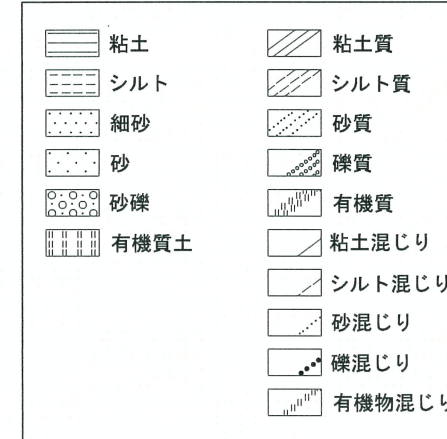 粘土
シルト
細砂
砂
砂礫
有機質土
粘土質
シルト質
砂質
礫質
有機質
粘土混じり
シルト混じり
砂混じり
礫混じり
有機物混じり